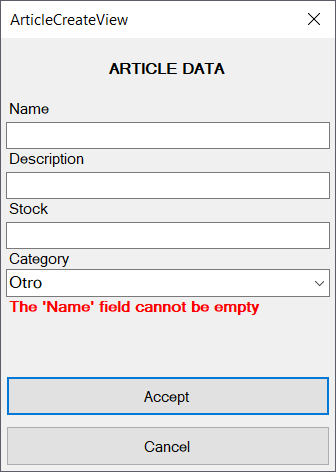 ArticleCreateView
ARTICLE DATA
Name
Description
Stock
Category
Otro
The 'Name' field cannot be empty
Accept
Cancel